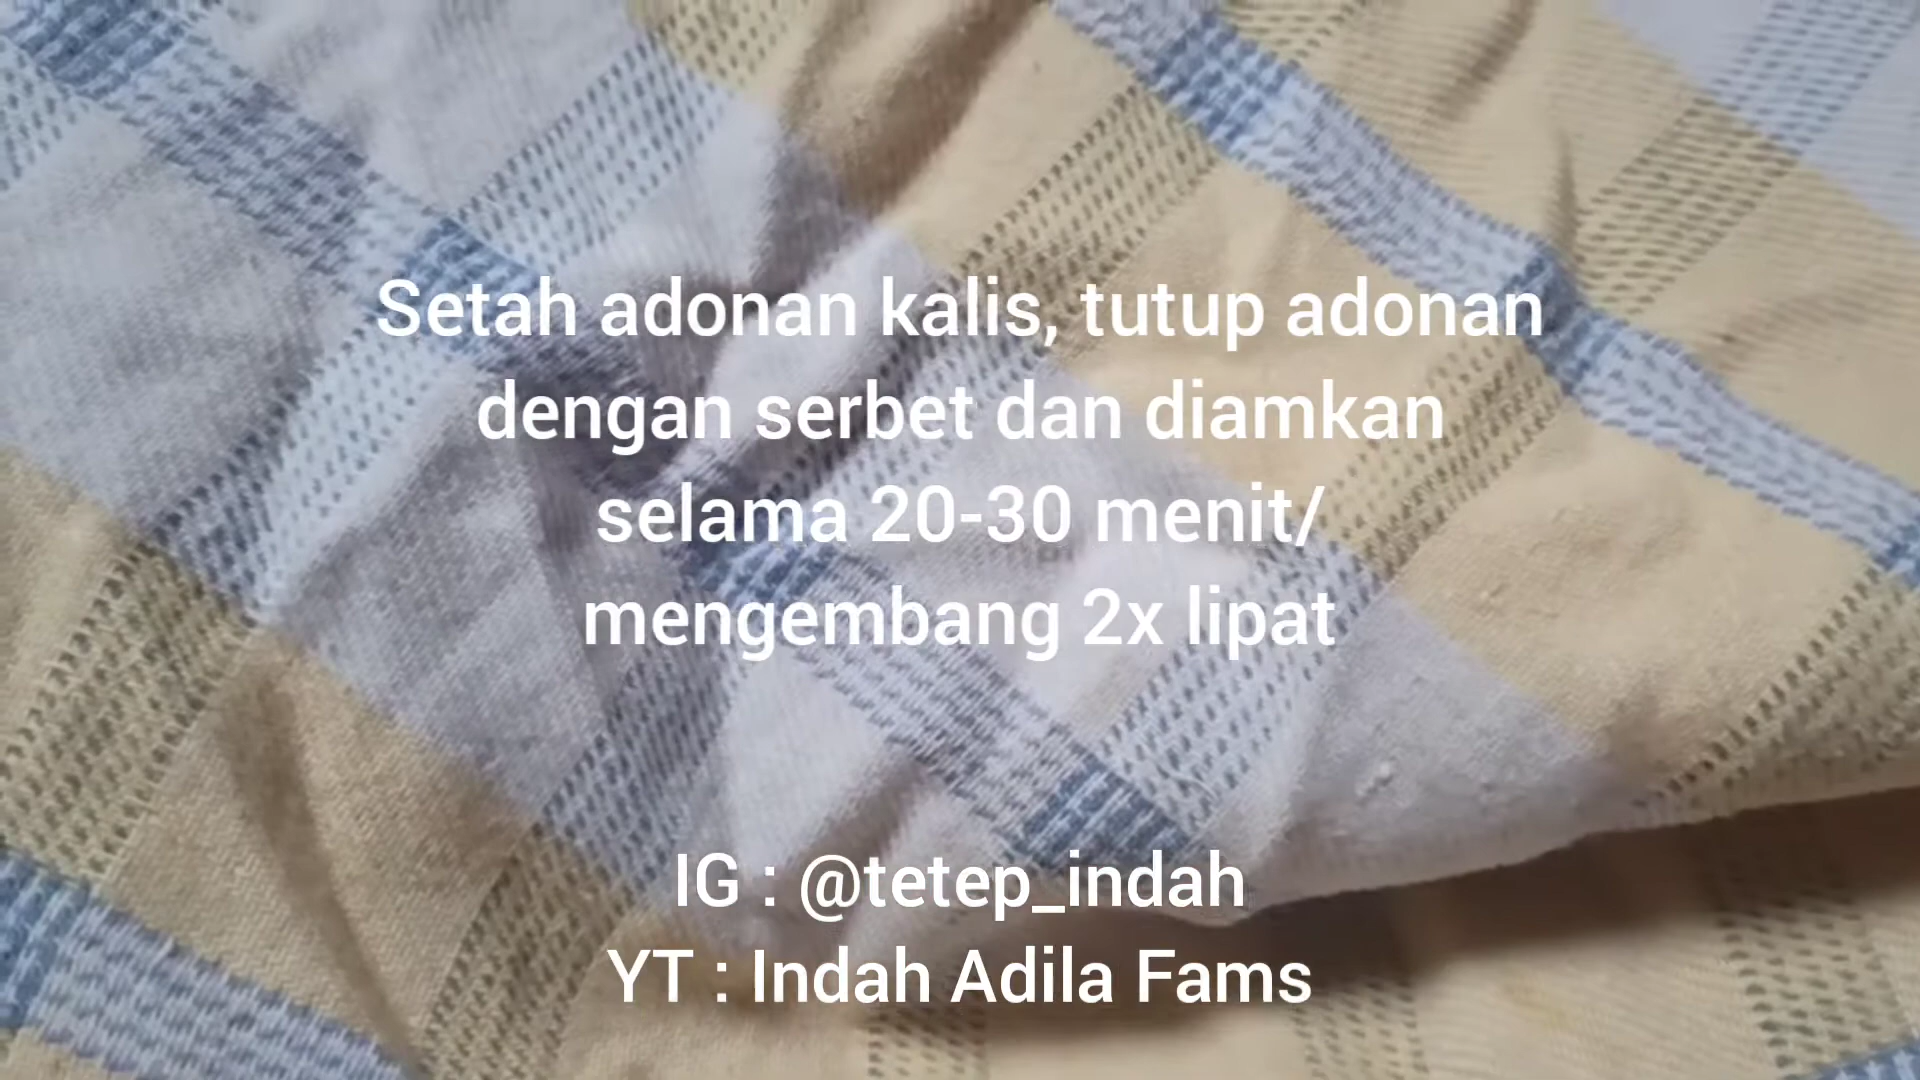 Setah adonan kalis, tutup adonan
dengan serbet dan diamkan
selama 20-30 menit/
mengembang 2x lipat
IG : @tetep_indah
YT : Indah Adila Fams